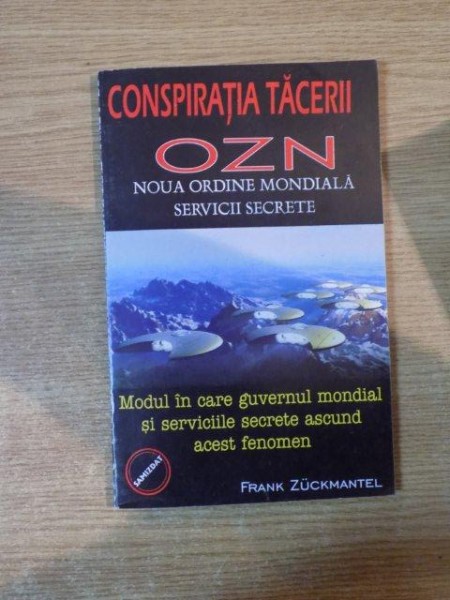 CONSPIRAȚIA TĂCERII
OZN
NOUA ORDINE MONDIALĂ
SERVICII SECRETE
Modul în care guvernul mondial
și serviciile secrete ascund
acest fenomen
SAMIZDAT
FRANK ZÜCKMANTEL